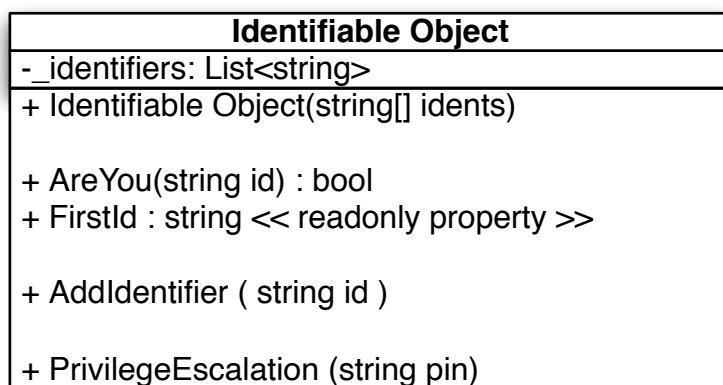 Identifiable Object
-_identifiers: List<string>
+ Identifiable Object(string[] idents)
+ AreYou(string id) : bool
+ FirstId : string << readonly property >>
+ AddIdentifier ( string id )
+ PrivilegeEscalation (string pin)